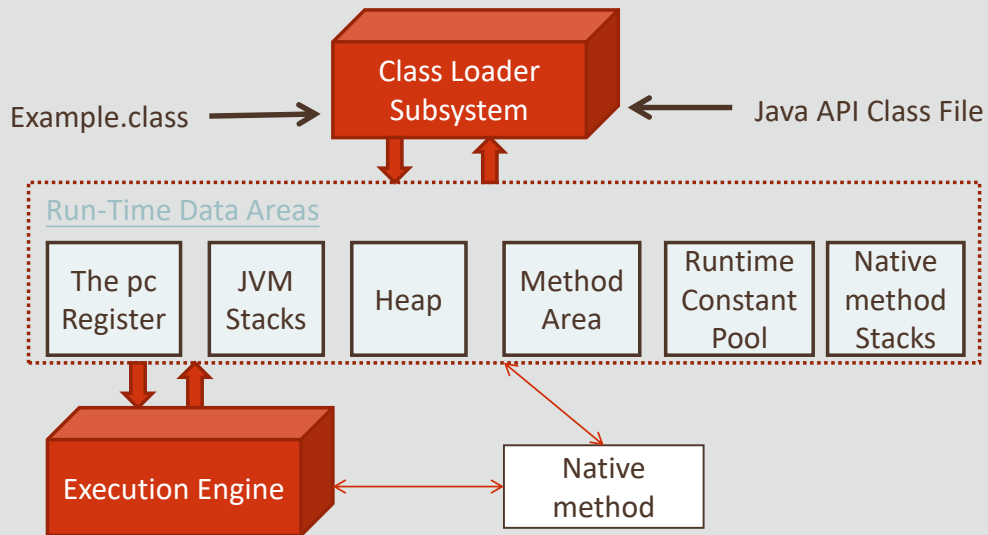 Class Loader
Subsystem
Example.class
Java API Class File
Run-Time Data Areas
The pc
Register
JVM
Stacks
Heap
Method
Area
Runtime
Constant
Pool
Native
method
Stacks
Execution Engine
Native
method